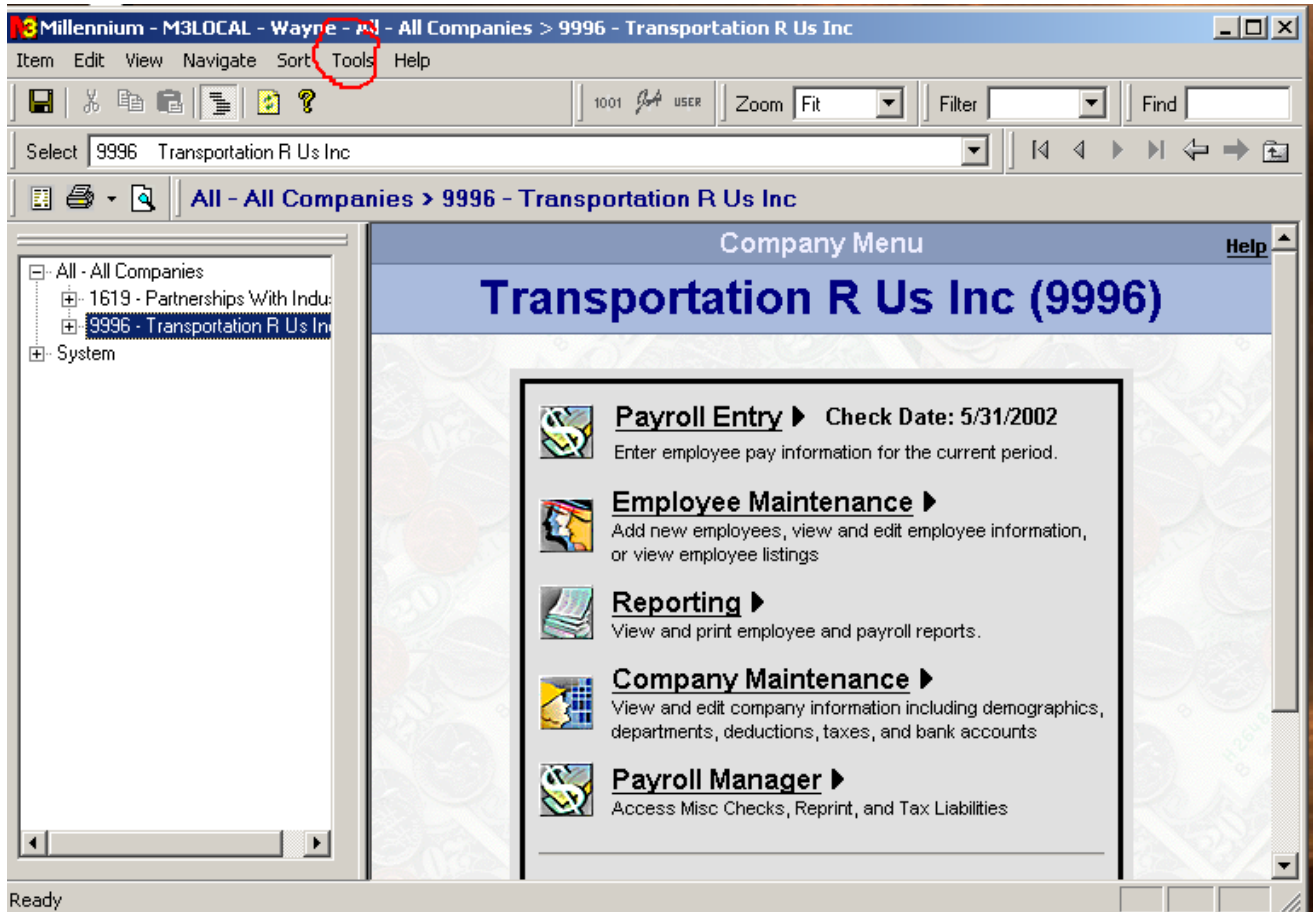 Millennium - M3LOCAL - Wayne - All - All Companies > 9996 - Transportation R Us Inc
Item Edit View Navigate Sort Tools Help
1001 USER Zoom Fit Filter Find
Select 9996 Transportation R Us Inc
All - All Companies > 9996 - Transportation R Us Inc
Company Menu Help
Transportation R Us Inc (9996)
All - All Companies
1619 - Partnerships With Indu
9996 - Transportation R Us In
System
Payroll Entry Check Date: 5/31/2002
Enter employee pay information for the current period.
Employee Maintenance
Add new employees, view and edit employee information,
or view employee listings
Reporting
View and print employee and payroll reports.
Company Maintenance
View and edit company information including demographics,
departments, deductions, taxes, and bank accounts
Payroll Manager
Access Misc Checks, Reprint, and Tax Liabilities
Ready